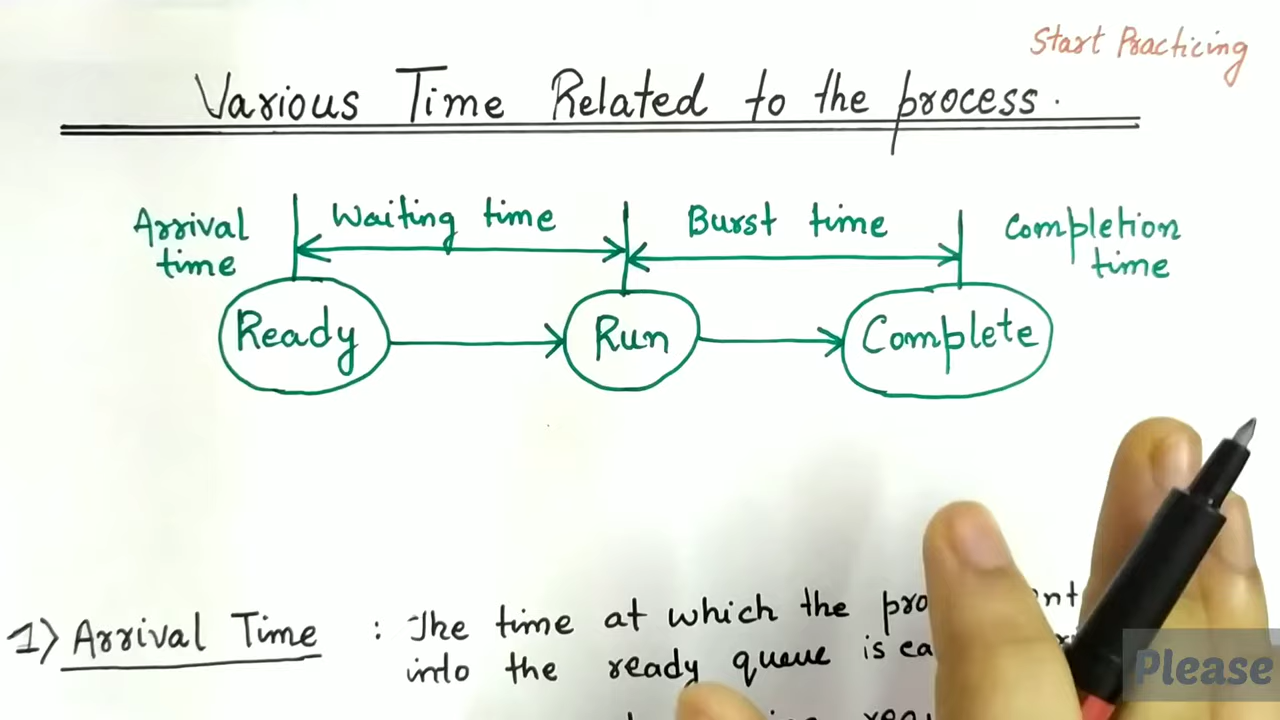 Start Practicing
Various Time Related to the process.
Arrival time
Waiting time
Burst time
Completion time
Ready
Run
Complete
1) Arrival Time : The time at which the
into the ready queue is
Please